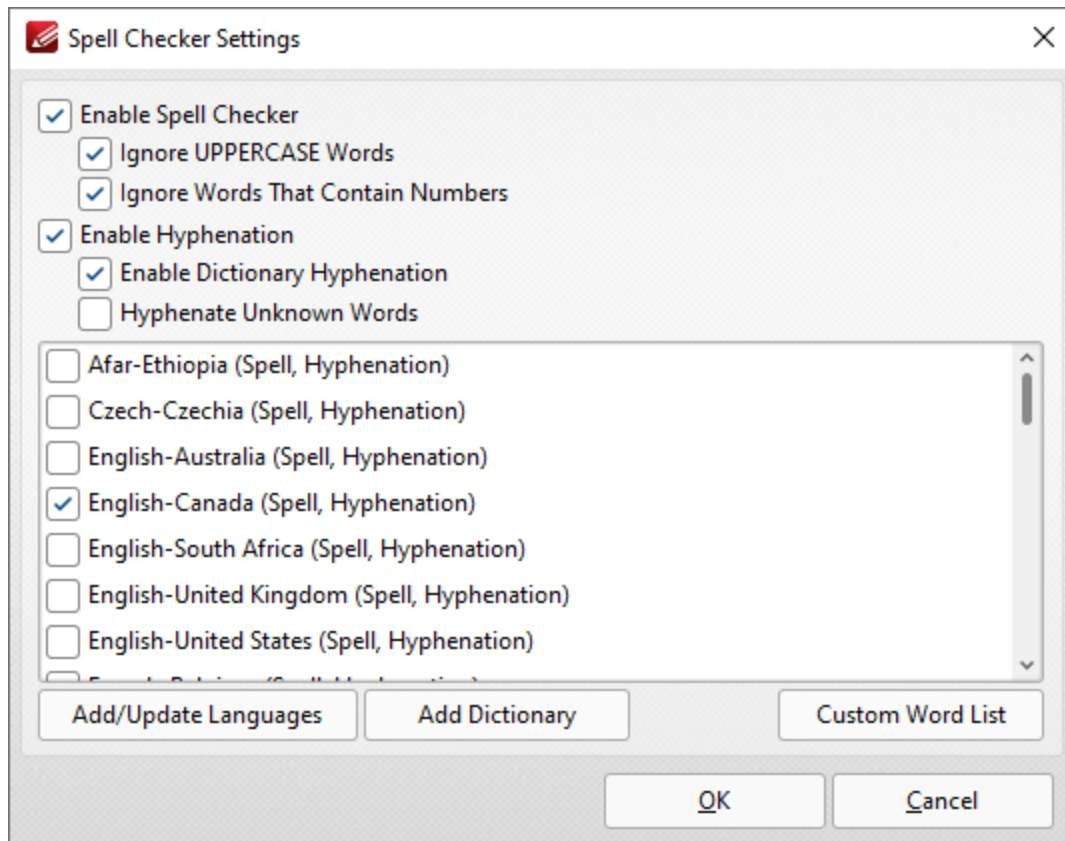 Spell Checker Settings
Enable Spell Checker
Ignore UPPERCASE Words
Ignore Words That Contain Numbers
Enable Hyphenation
Enable Dictionary Hyphenation
Hyphenate Unknown Words
Afar-Ethiopia (Spell, Hyphenation)
Czech-Czechia (Spell, Hyphenation)
English-Australia (Spell, Hyphenation)
English-Canada (Spell, Hyphenation)
English-South Africa (Spell, Hyphenation)
English-United Kingdom (Spell, Hyphenation)
English-United States (Spell, Hyphenation)
Add/Update Languages Add Dictionary Custom Word List
OK Cancel